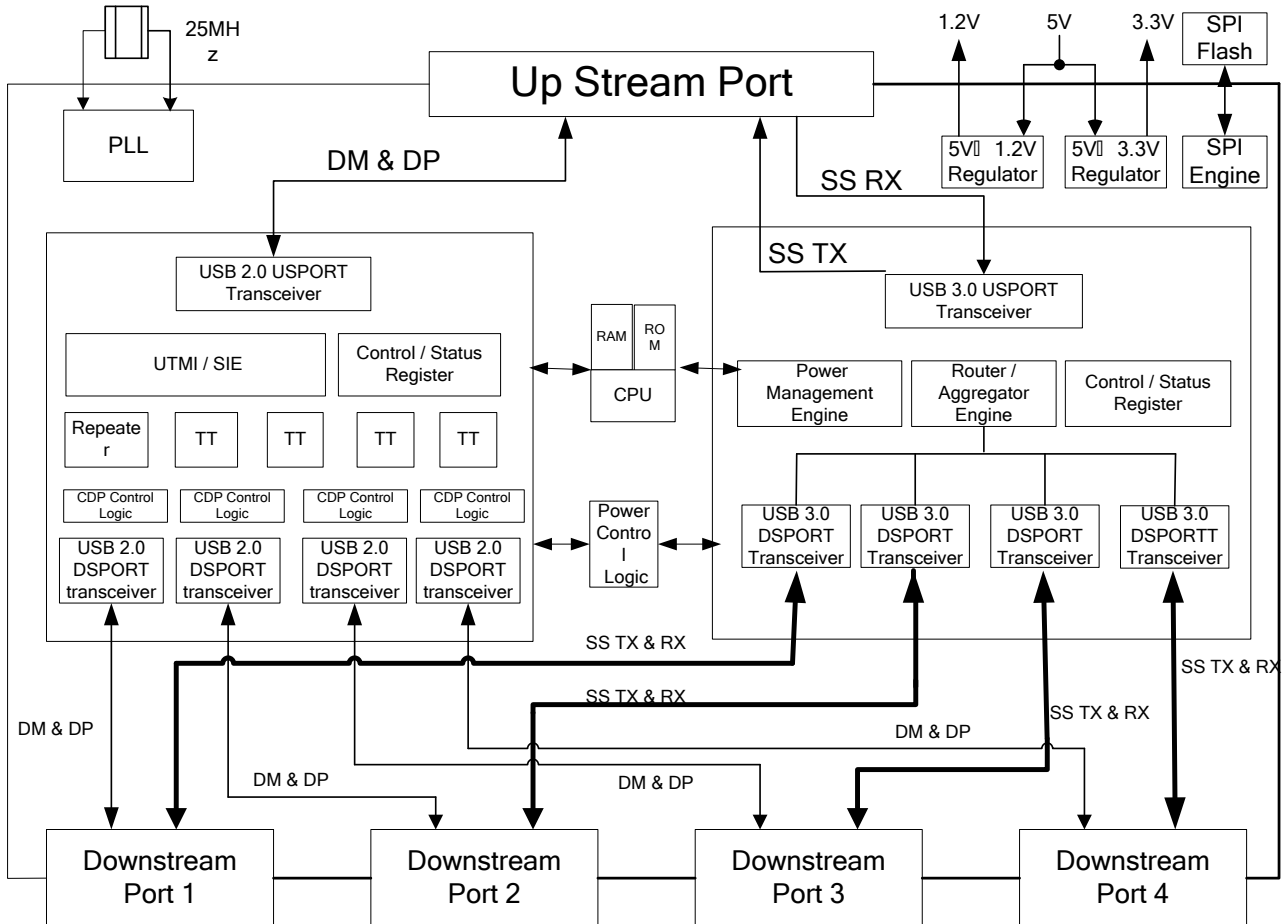 25MH
z
1.2V
5V
3.3V
SPI
Flash
Up Stream Port
PLL
5V 1.2V
Regulator
5V 3.3V
Regulator
SPI
Engine
DM & DP
SS RX
SS TX
USB 2.0 USPORT
Transceiver
USB 3.0 USPORT
Transceiver
UTMI / SIE
Control / Status
Register
RAM
RO
M
CPU
Power
Management
Engine
Router /
Aggregator
Engine
Control / Status
Register
Repeate
r
TT
TT
TT
TT
CDP Control
Logic
CDP Control
Logic
CDP Control
Logic
CDP Control
Logic
Power
Contro
l
Logic
USB 2.0
DSPORT
transceiver
USB 2.0
DSPORT
transceiver
USB 2.0
DSPORT
transceiver
USB 2.0
DSPORT
transceiver
USB 3.0
DSPORT
Transceiver
USB 3.0
DSPORT
Transceiver
USB 3.0
DSPORT
Transceiver
USB 3.0
DSPORTT
Transceiver
SS TX & RX
SS TX & RX
SS TX & RX
SS TX & RX
DM & DP
DM & DP
DM & DP
DM & DP
Downstream
Port 1
Downstream
Port 2
Downstream
Port 3
Downstream
Port 4